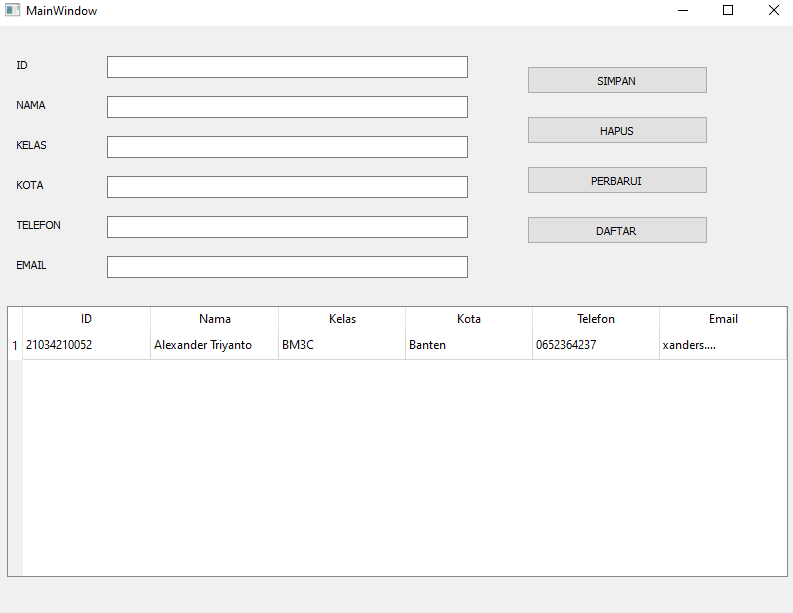 MainWindow
ID
SIMPAN
NAMA
HAPUS
KELAS
KOTA
PERBARUI
TELEFON
DAFTAR
EMAIL
ID Nama Kelas Kota Telefon Email
1 21034210052 Alexander Triyanto BM3C Banten 0652364237 xanders....